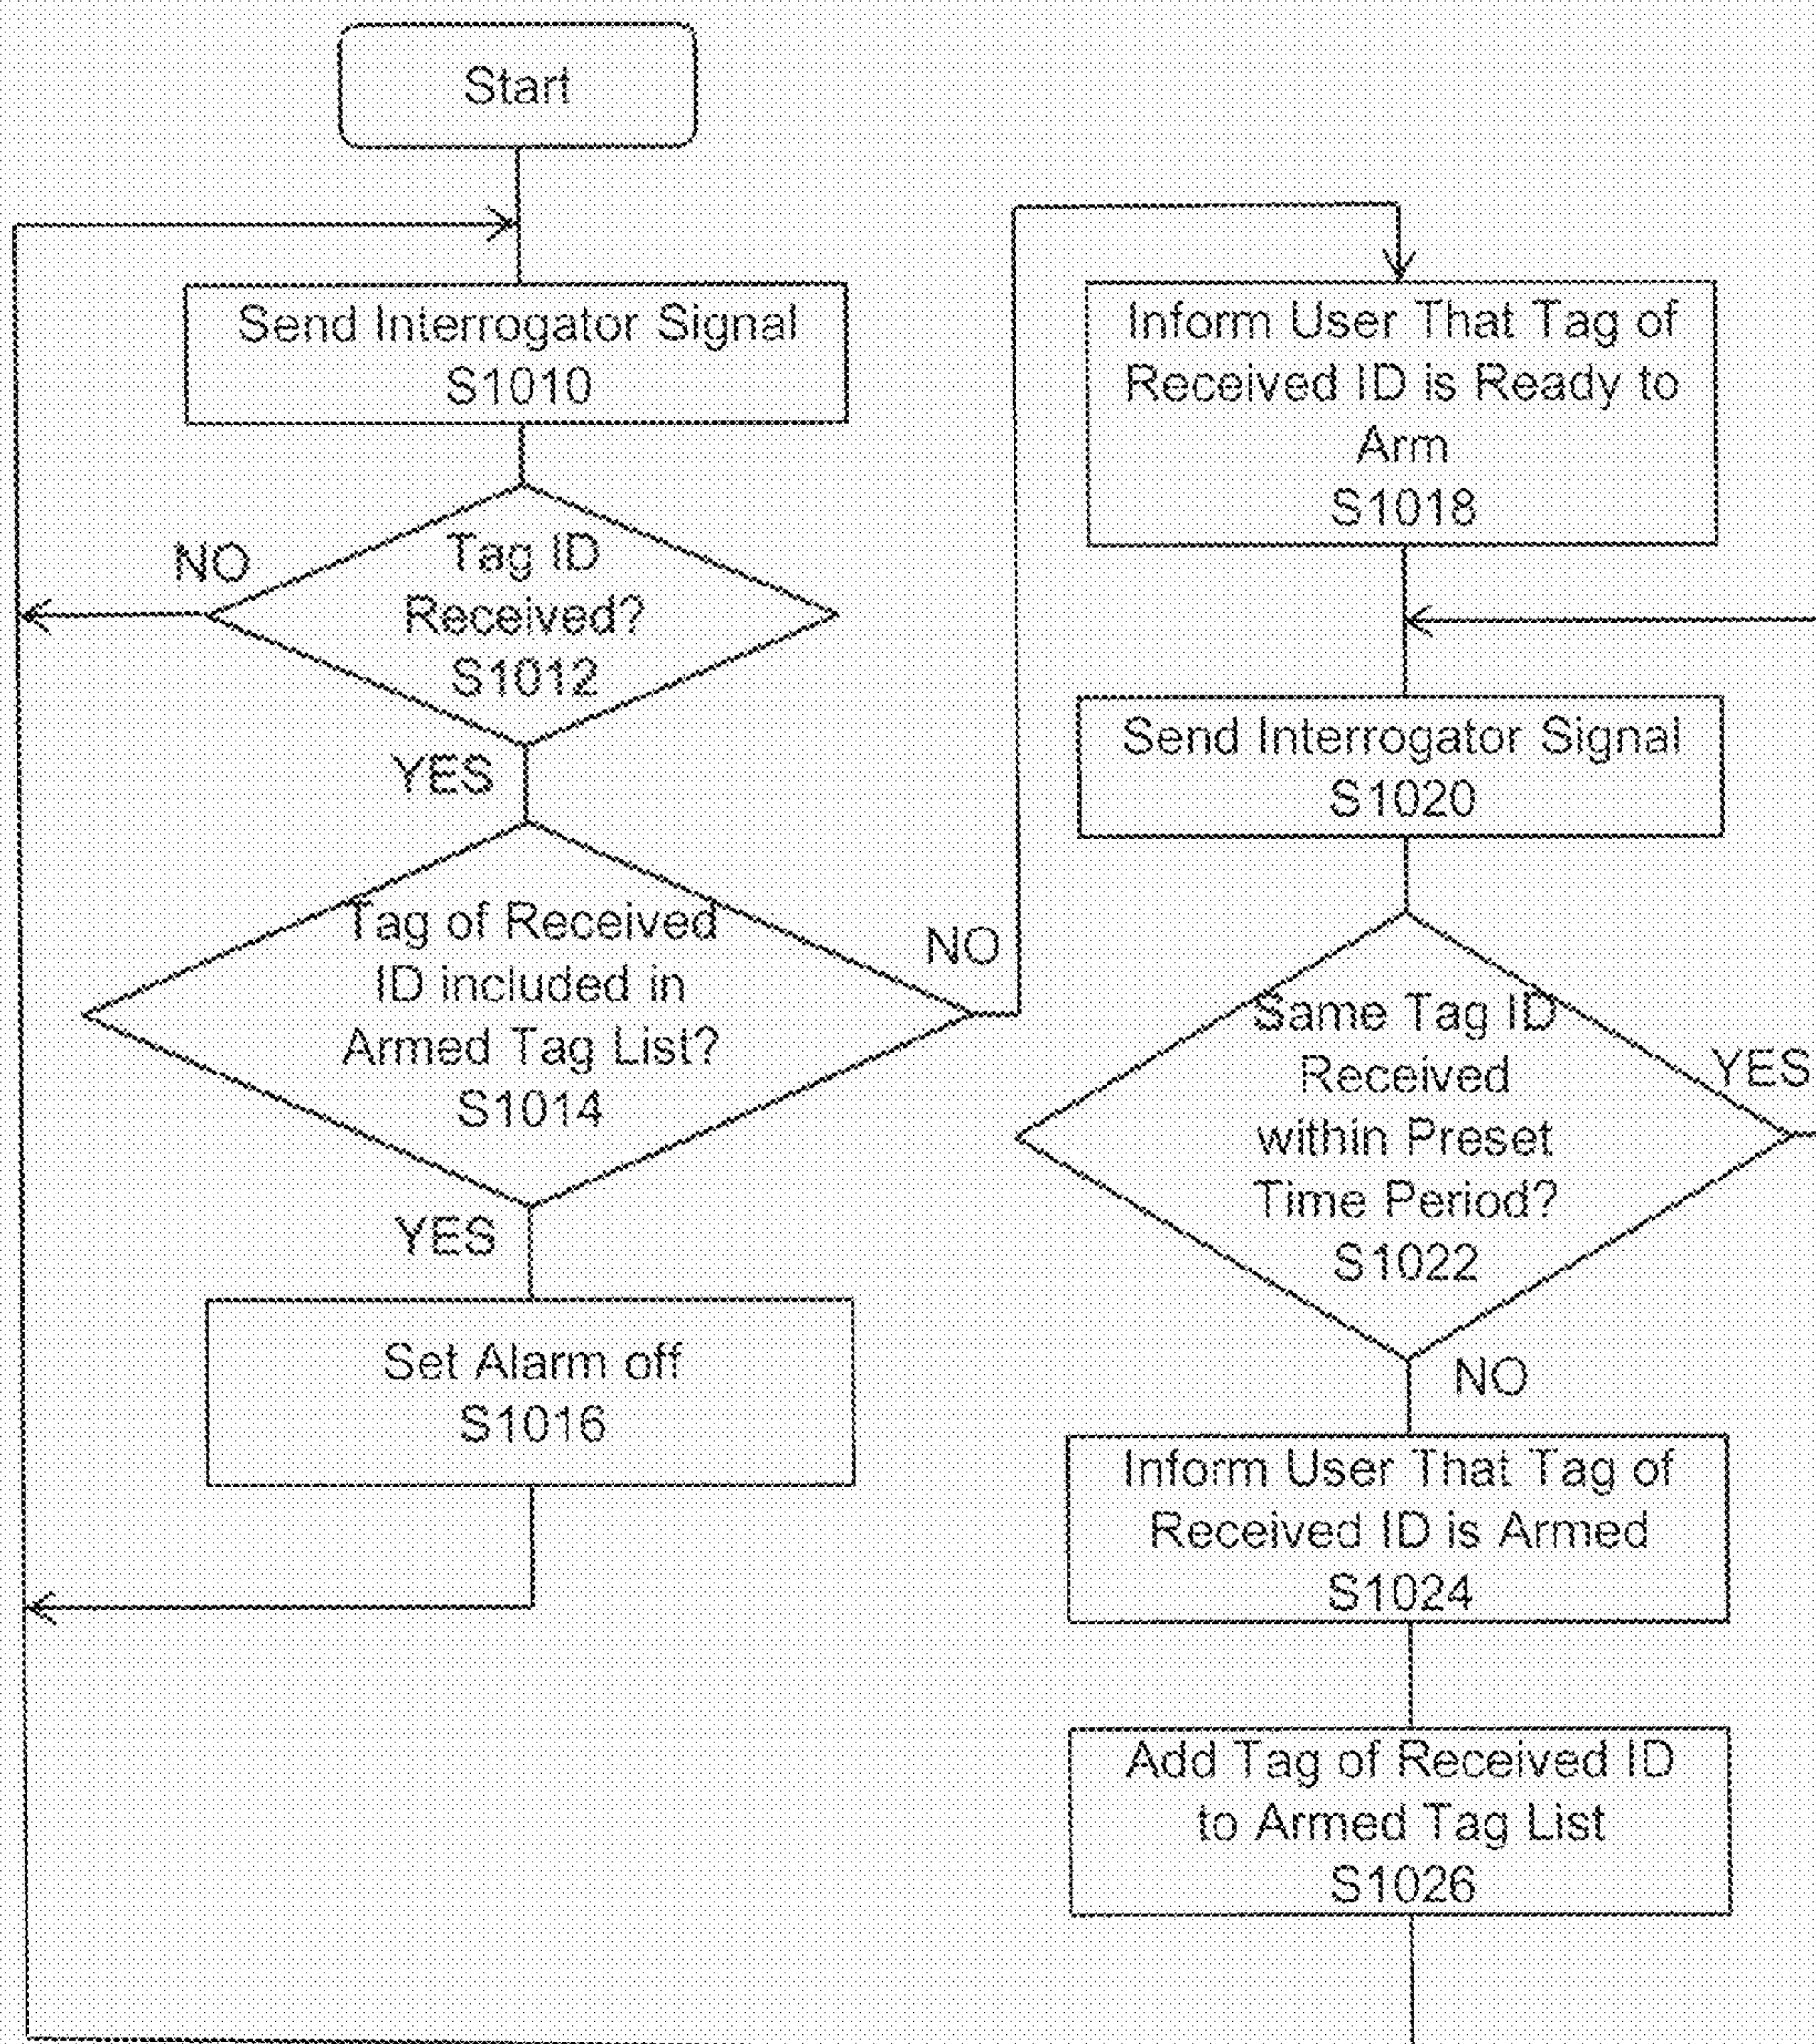 Start
Send Interrogator Signal
S1010
NO
Tag ID
Received?
S1012
YES
Tag of Received
ID included in
Armed Tag List?
S1014
NO
YES
Set Alarm off
S1016
Inform User That Tag of
Received ID is Ready to
Arm
S1018
Send Interrogator Signal
S1020
Same Tag ID
Received
within Preset
Time Period?
S1022
YES
NO
Inform User That Tag of
Received ID is Armed
S1024
Add Tag of Received ID
to Armed Tag List
S1026